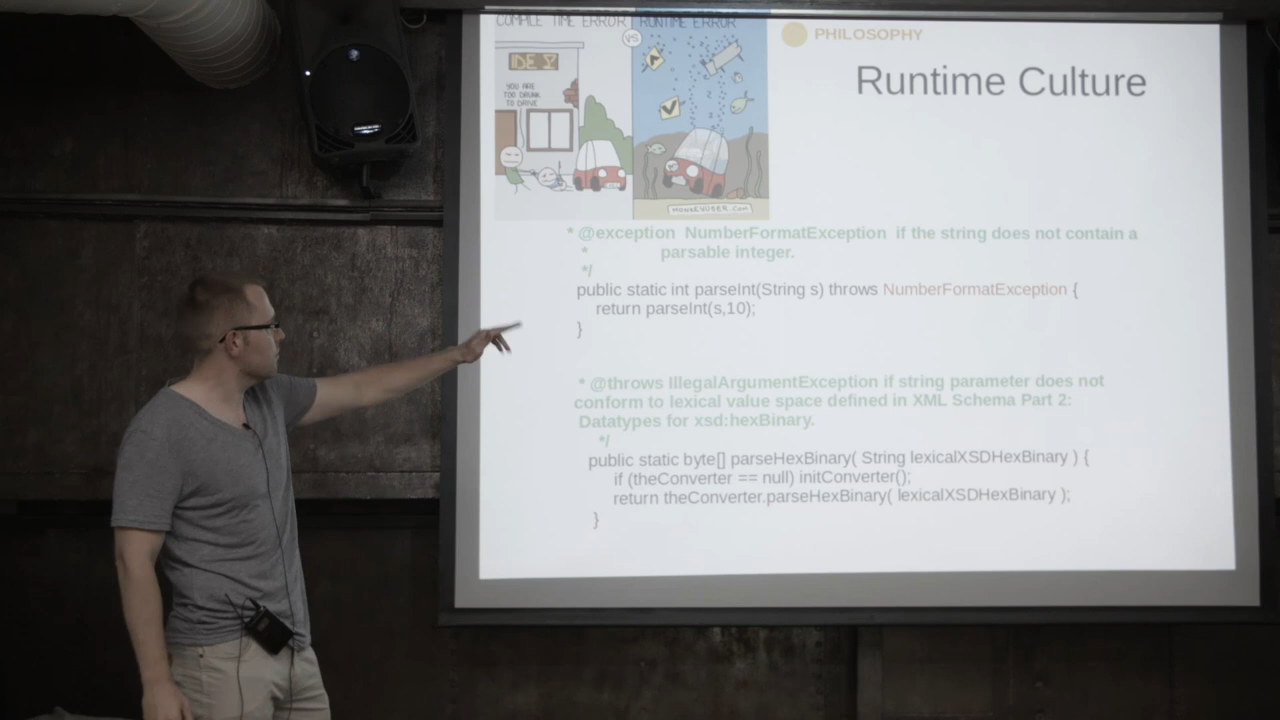 COMPILE TIME ERROR
VS
RUNTIME ERROR
YOU ARE
TOO DRUNK
TO DRIVE
MONKEYUSER.COM
PHILOSOPHY
Runtime Culture
* @exception NumberFormatException if the string does not contain a
* parsable integer.
*/
public static int parseInt(String s) throws NumberFormatException {
return parseInt(s,10);
}
* @throws IllegalArgumentException if string parameter does not
conform to lexical value space defined in XML Schema Part 2:
Datatypes for xsd:hexBinary.
*/
public static byte[] parseHexBinary( String lexicalXSDHexBinary ) {
if (theConverter == null) initConverter();
return theConverter.parseHexBinary( lexicalXSDHexBinary );
}